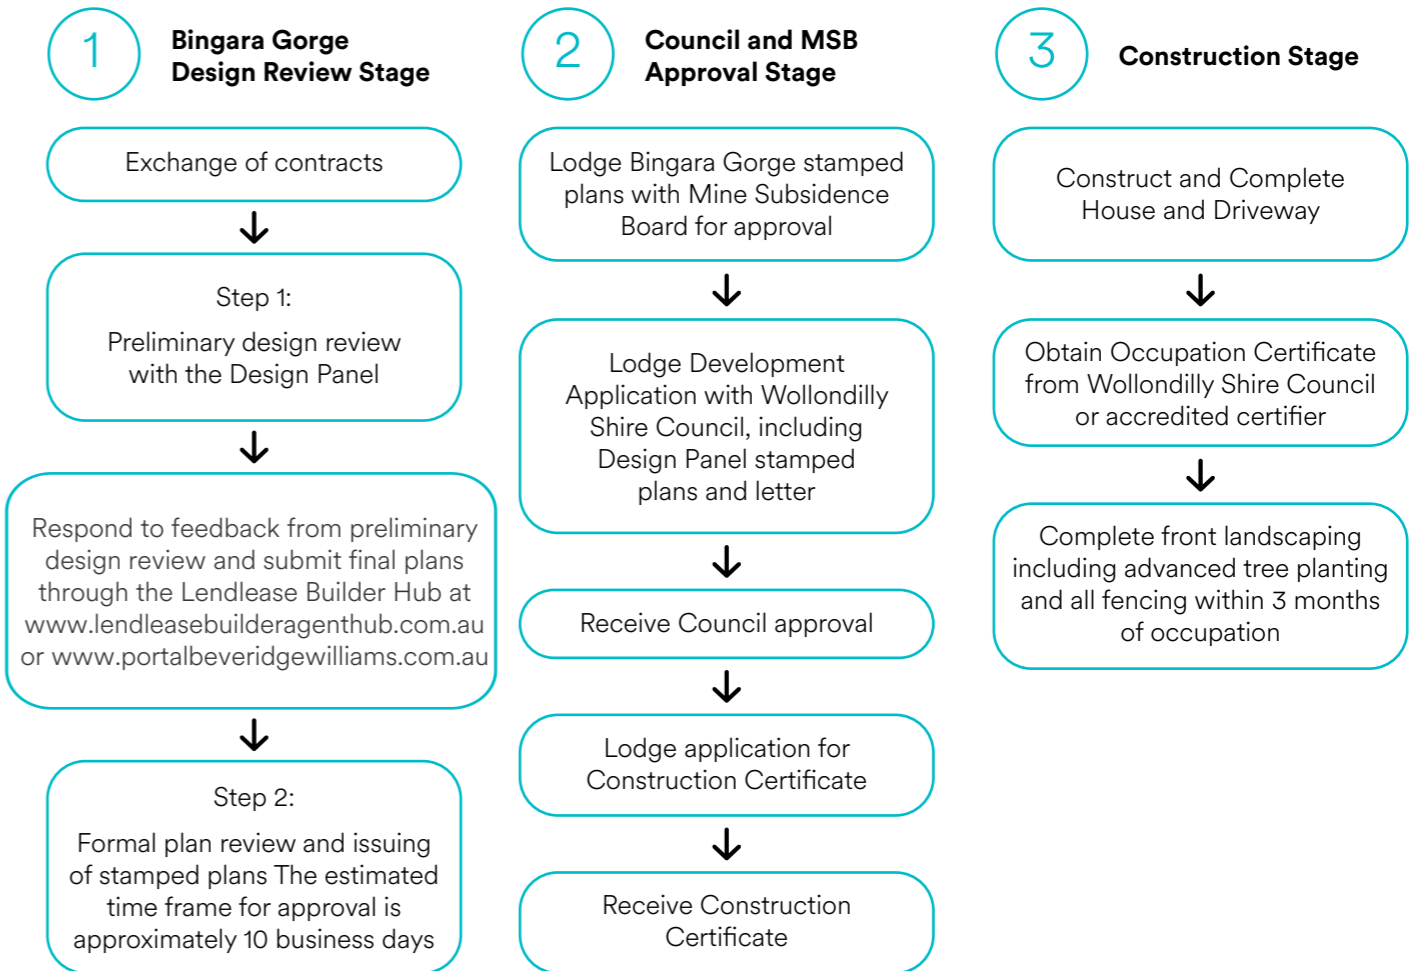 1
Bingara Gorge
Design Review Stage
Exchange of contracts
Step 1:
Preliminary design review
with the Design Panel
Respond to feedback from preliminary
design review and submit final plans
through the Lendlease Builder Hub at
www.lendleasebuilderagenthub.com.au
or www.portalbeveridgewilliams.com.au
Step 2:
Formal plan review and issuing
of stamped plans The estimated
time frame for approval is
approximately 10 business days
2
Council and MSB
Approval Stage
Lodge Bingara Gorge stamped
plans with Mine Subsidence
Board for approval
Lodge Development
Application with Wollondilly
Shire Council, including
Design Panel stamped
plans and letter
Receive Council approval
Lodge application for
Construction Certificate
Receive Construction
Certificate
3
Construction Stage
Construct and Complete
House and Driveway
Obtain Occupation Certificate
from Wollondilly Shire Council
or accredited certifier
Complete front landscaping
including advanced tree planting
and all fencing within 3 months
of occupation